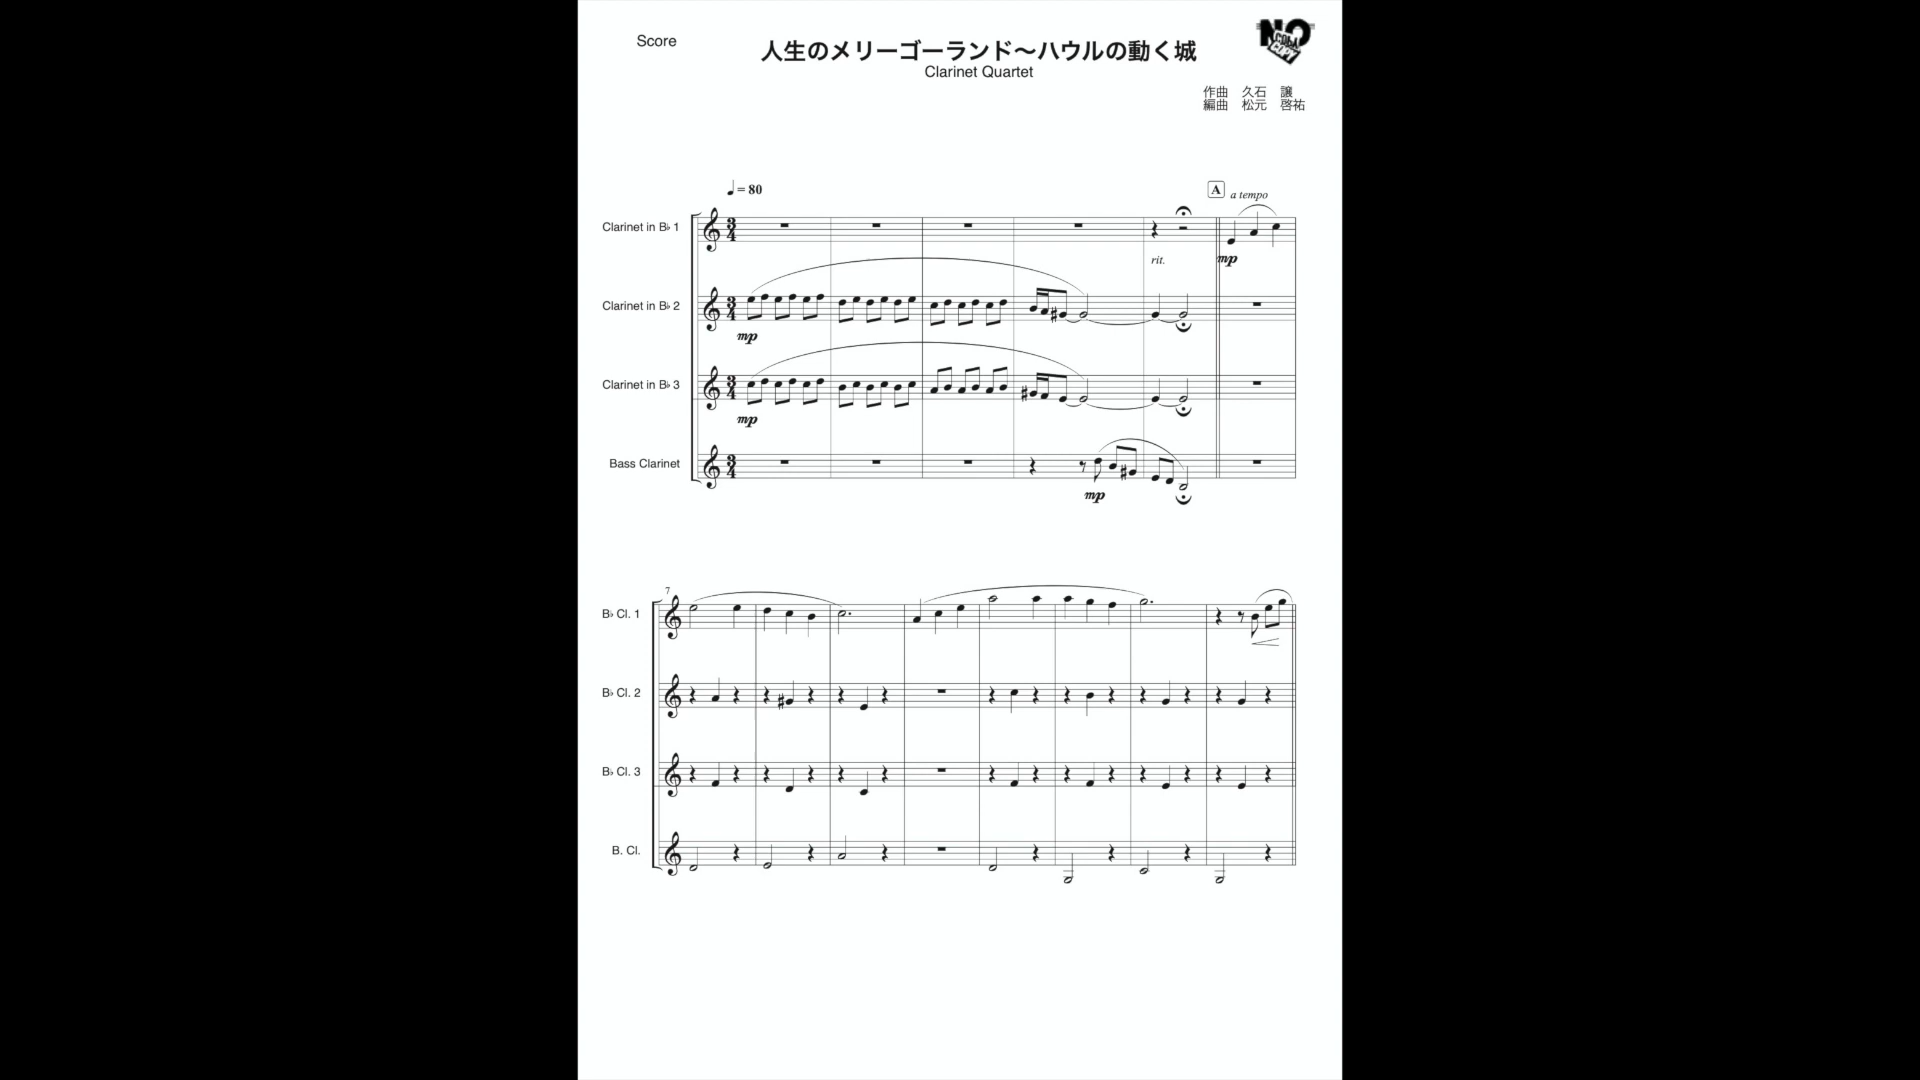 Score
人生のメリーゴーランド～ハウルの動く城
Clarinet Quartet
NO COPY
作曲 久石 譲
編曲 松元 啓祐
♩= 80
A a tempo
Clarinet in B♭ 1
rit.
mp
Clarinet in B♭ 2
mp
Clarinet in B♭ 3
mp
Bass Clarinet
mp
7
B♭ Cl. 1
B♭ Cl. 2
B♭ Cl. 3
B. Cl.